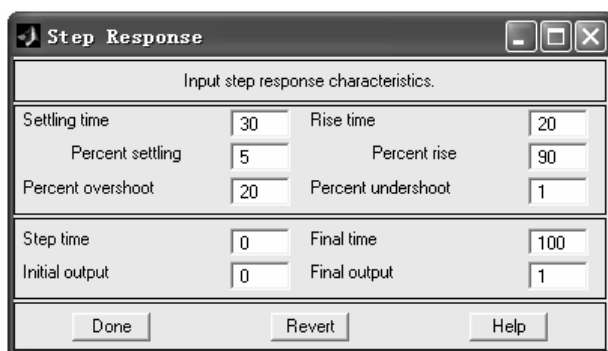 Step Response
Input step response characteristics.
Settling time 30 Rise time 20
Percent settling 5 Percent rise 90
Percent overshoot 20 Percent undershoot 1
Step time 0 Final time 100
Initial output 0 Final output 1
Done Revert Help